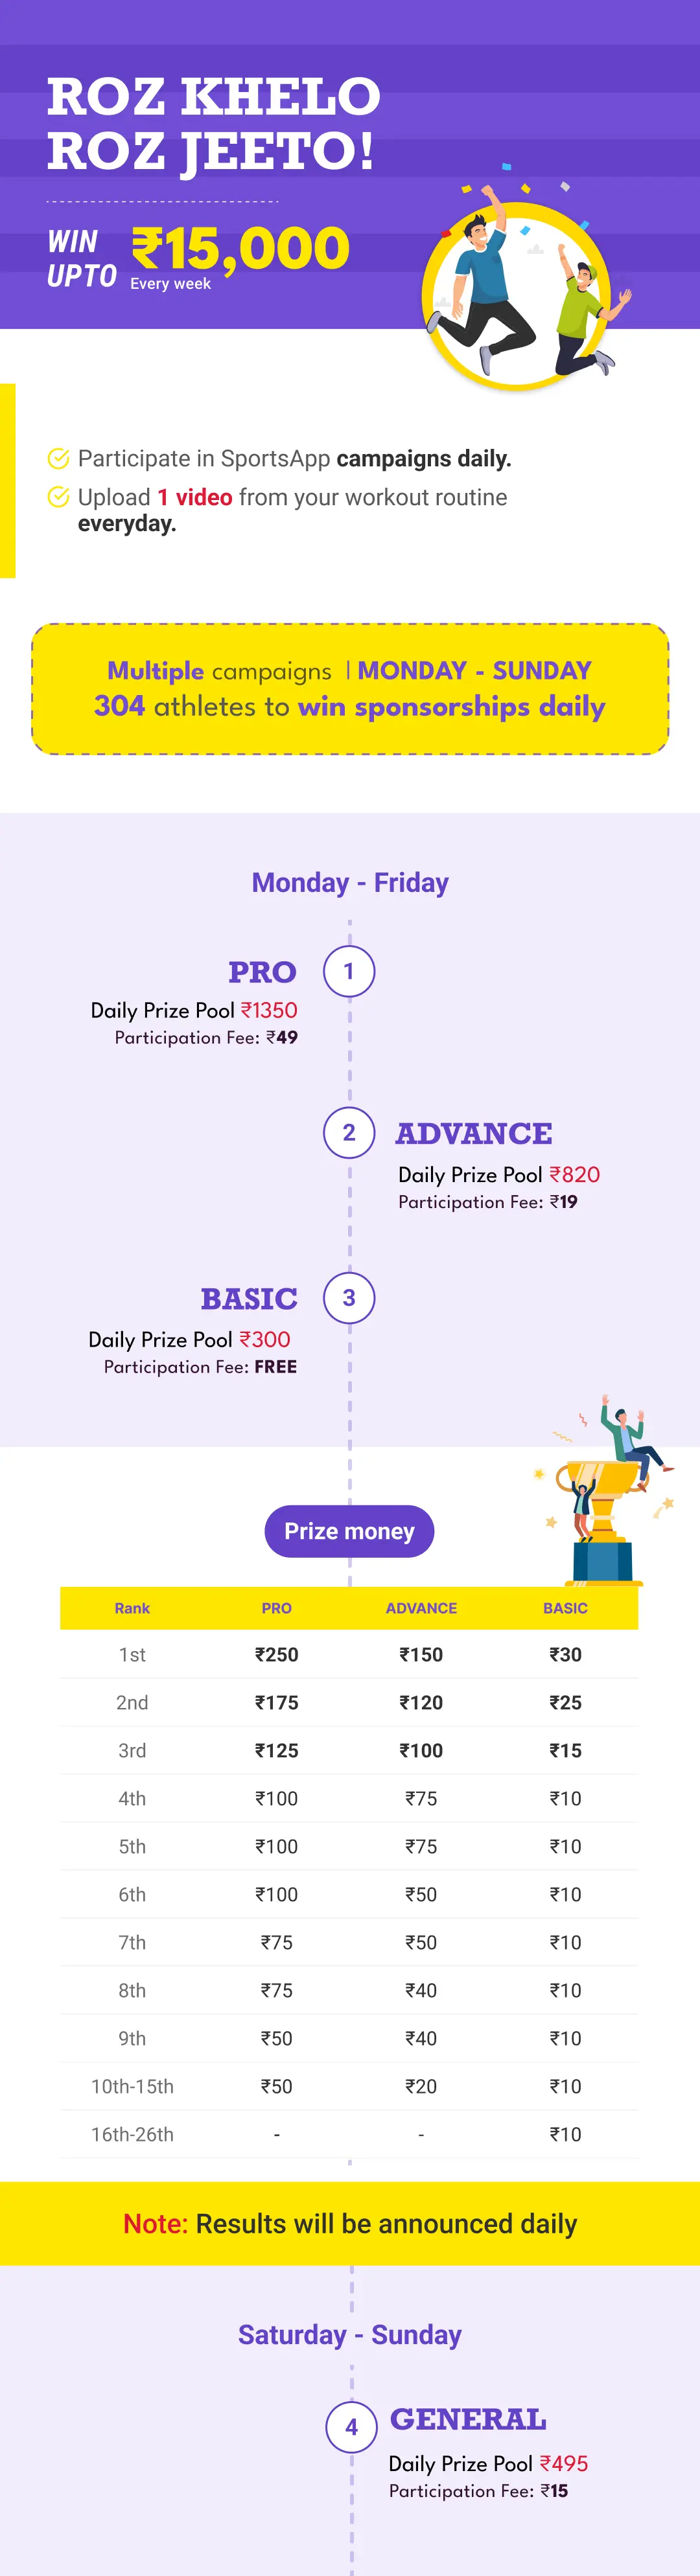 ROZ KHELO
ROZ JEETO!
WIN
UPTO
₹15,000
Every week
Participate in SportsApp campaigns daily.
Upload 1 video from your workout routine
everyday.
Multiple campaigns | MONDAY - SUNDAY
304 athletes to win sponsorships daily
Monday - Friday
PRO
1
Daily Prize Pool ₹1350
Participation Fee: ₹49
2
ADVANCE
Daily Prize Pool ₹820
Participation Fee: ₹19
BASIC
3
Daily Prize Pool ₹300
Participation Fee: FREE
Prize money
Rank PRO ADVANCE BASIC
1st ₹250 ₹150 ₹30
2nd ₹175 ₹120 ₹25
3rd ₹125 ₹100 ₹15
4th ₹100 ₹75 ₹10
5th ₹100 ₹75 ₹10
6th ₹100 ₹50 ₹10
7th ₹75 ₹50 ₹10
8th ₹75 ₹40 ₹10
9th ₹50 ₹40 ₹10
10th-15th ₹50 ₹20 ₹10
16th-26th - - ₹10
Note: Results will be announced daily
Saturday - Sunday
4
GENERAL
Daily Prize Pool ₹495
Participation Fee: ₹15